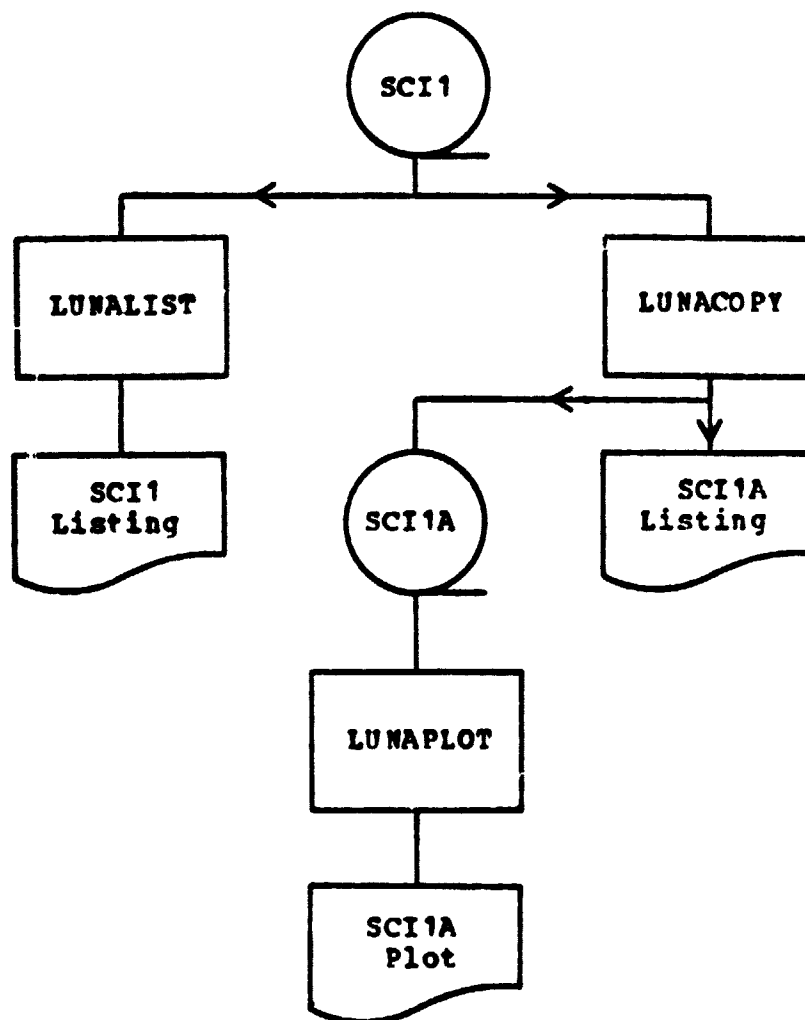 SCI1
LUNALIST
LUNACOPY
SCI1
Listing
SCI1A
SCI1A
Listing
LUNAPLOT
SCI1A
Plot